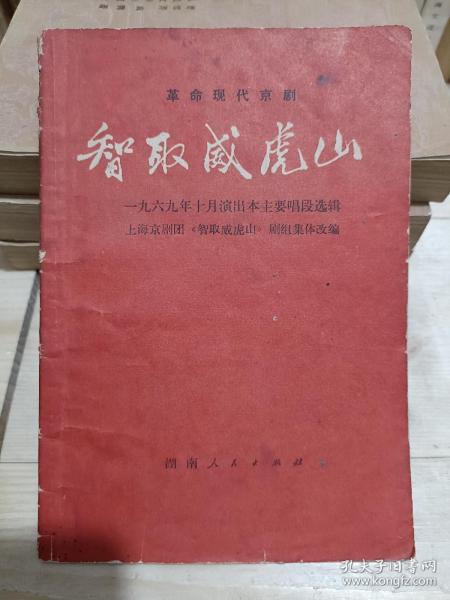 革命现代京剧
智取威虎山
一九六九年十月演出本主要唱段选辑
上海京剧团《智取威虎山》剧组集体改编
湖南人民出版社
孔夫子旧书网
www.kongfz.com